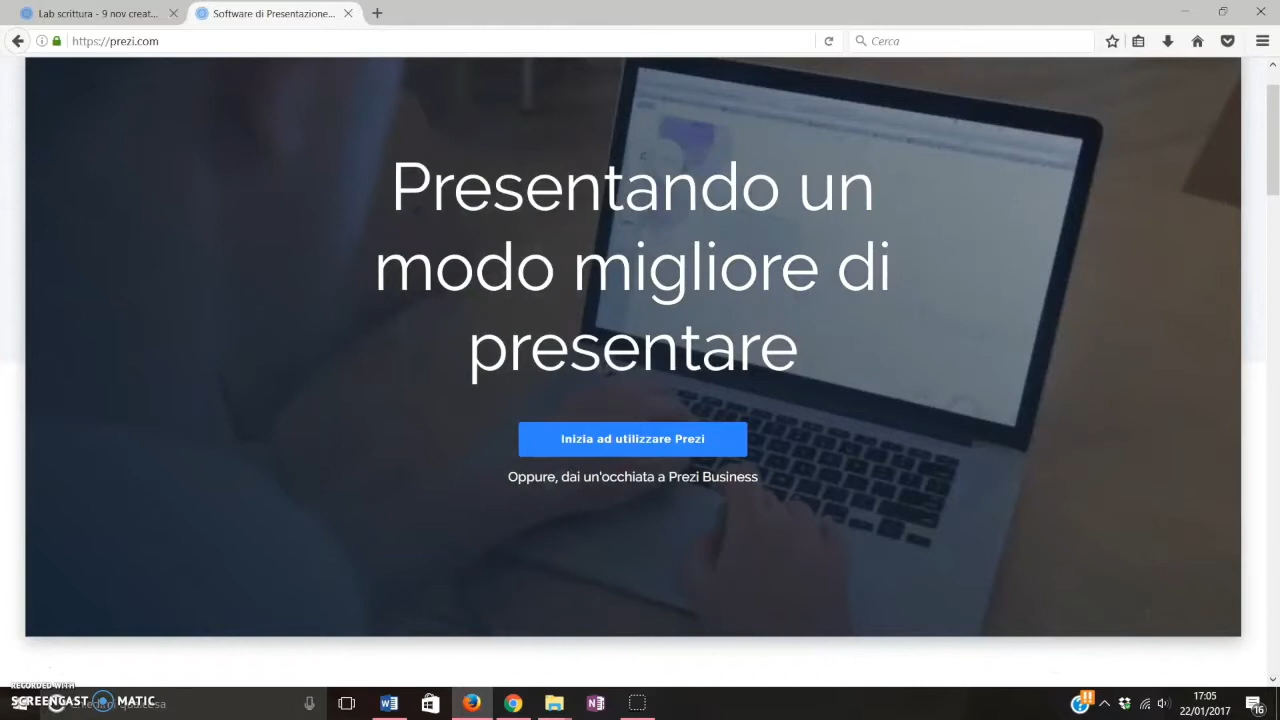 Lab scrittura - 9 nov creat...
Software di Presentazione...
https://prezi.com
Cerca
Presentando un
modo migliore di
presentare
Inizia ad utilizzare Prezi
Oppure, dai un'occhiata a Prezi Business
RECORDED WITH
SCREENCAST MATIC
17:05
22/01/2017
16